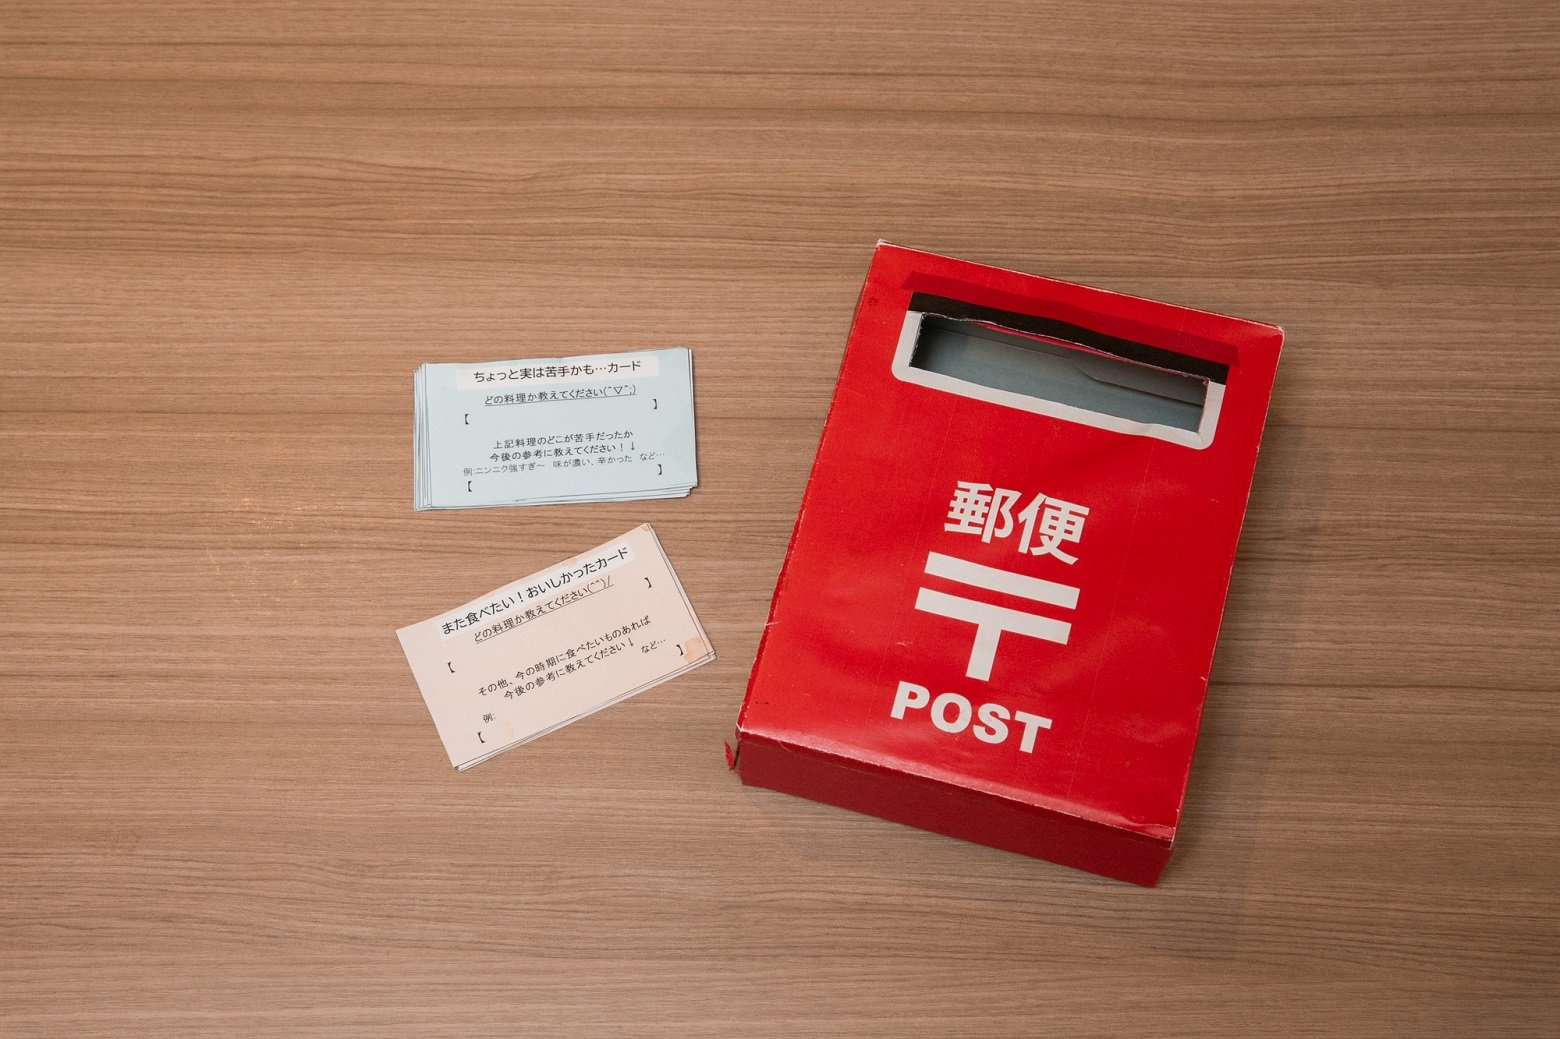 ちょっと実は苦手かも…カード
どの料理か教えてください(^▽^;)
【 】
上記料理のどこが苦手だったか
今後の参考に教えてください！↓
例:ニンニク強すぎ～ 味が濃い、辛かった など…
【 】
また食べたい！おいしかったカード
どの料理か教えてください(^^)/
【 】
その他、今の時期に食べたいものあれば
今後の参考に教えてください↓
例: など…
【 】
郵便
〒
POST